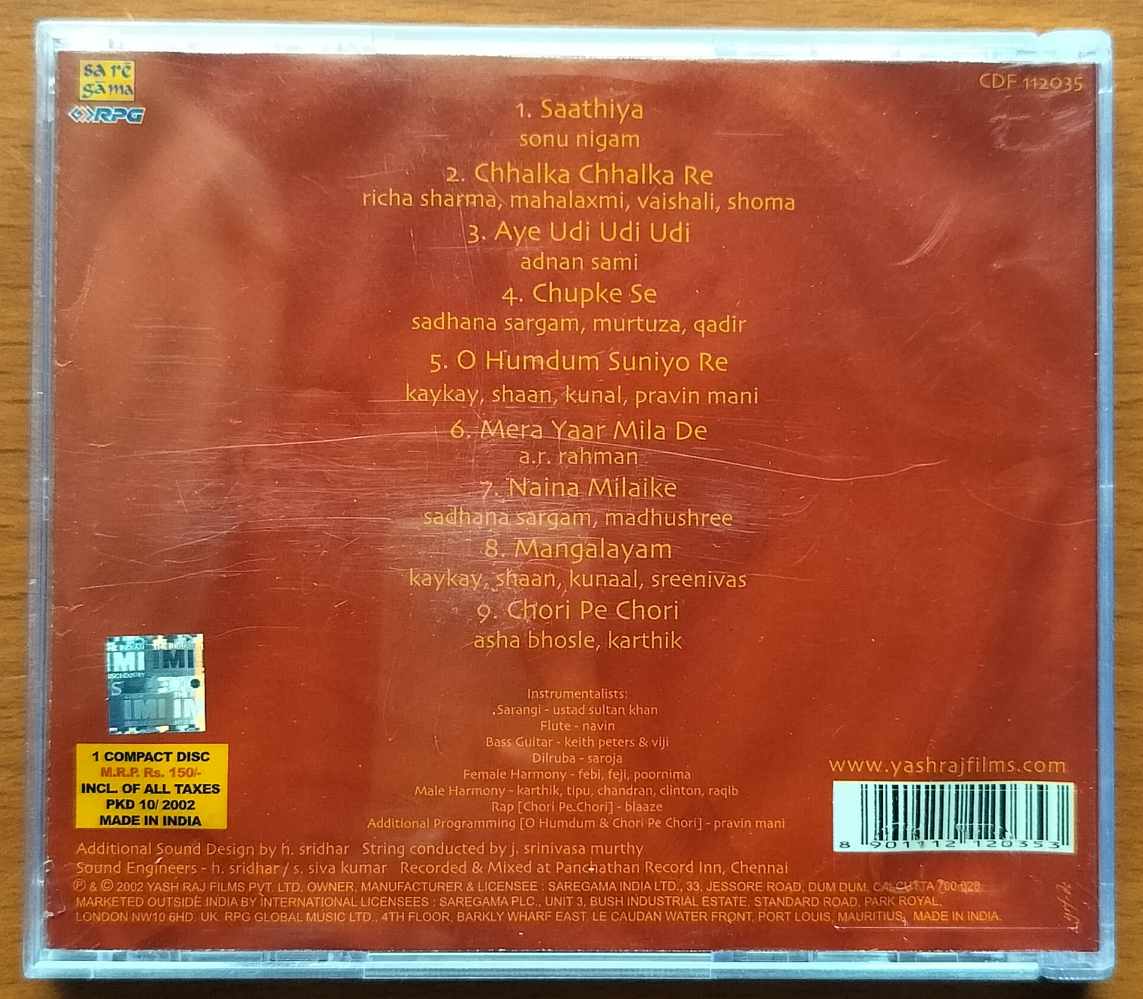 sa rē
gāma
RPG
CDF 112035
1. Saathiya
sonu nigam
2. Chhalka Chhalka Re
richa sharma, mahalaxmi, vaishali, shoma
3. Aye Udi Udi Udi
adnan sami
4. Chupke Se
sadhana sargam, murtuza, qadir
5. O Humdum Suniyo Re
kaykay, shaan, kunal, pravin mani
6. Mera Yaar Mila De
a.r. rahman
7. Naina Milaike
sadhana sargam, madhushree
8. Mangalayam
kaykay, shaan, kunaal, sreenivas
9. Chori Pe Chori
asha bhosle, karthik
Instrumentalists:
Sarangi - ustad sultan khan
Flute - navin
Bass Guitar - keith peters & viji
Dilruba - saroja
Female Harmony - febi, feji, poornima
Male Harmony - karthik, tipu, chandran, clinton, raqib
Rap [Chori Pe Chori] - blaaze
Additional Programming [O Humdum & Chori Pe Chori] - pravin mani
IMI
1 COMPACT DISC
M.R.P. Rs. 150/-
INCL. OF ALL TAXES
PKD 10/ 2002
MADE IN INDIA
www.yashrajfilms.com
8 901112 120353
Additional Sound Design by h. sridhar String conducted by j. srinivasa murthy
Sound Engineers - h. sridhar / s. siva kumar Recorded & Mixed at Panchathan Record Inn, Chennai
℗ & © 2002 YASH RAJ FILMS PVT. LTD. OWNER, MANUFACTURER & LICENSEE : SAREGAMA INDIA LTD., 33, JESSORE ROAD, DUM DUM, CALCUTTA 700 028
MARKETED OUTSIDE INDIA BY INTERNATIONAL LICENSEES : SAREGAMA PLC., UNIT 3, BUSH INDUSTRIAL ESTATE, STANDARD ROAD, PARK ROYAL,
LONDON NW10 6HD. UK. RPG GLOBAL MUSIC LTD., 4TH FLOOR, BARKLY WHARF EAST, LE CAUDAN WATER FRONT, PORT LOUIS, MAURITIUS, MADE IN INDIA.